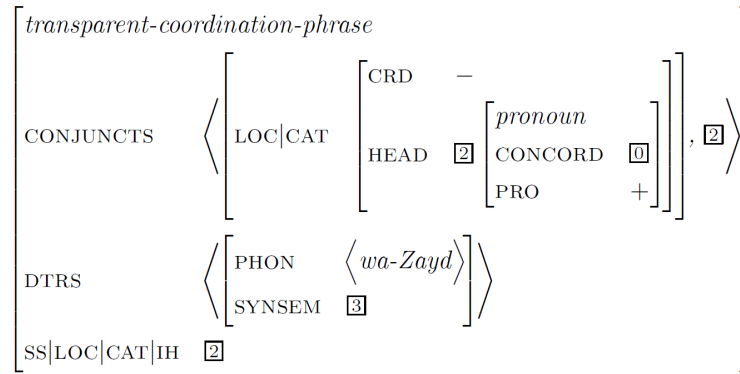 transparent-coordination-phrase
CRD −
pronoun
CONJUNCTS ⟨ LOC|CAT HEAD 2 CONCORD 0 , 2 ⟩
PRO +
PHON ⟨ wa-Zayd ⟩
DTRS
SYNSEM 3
SS|LOC|CAT|IH 2